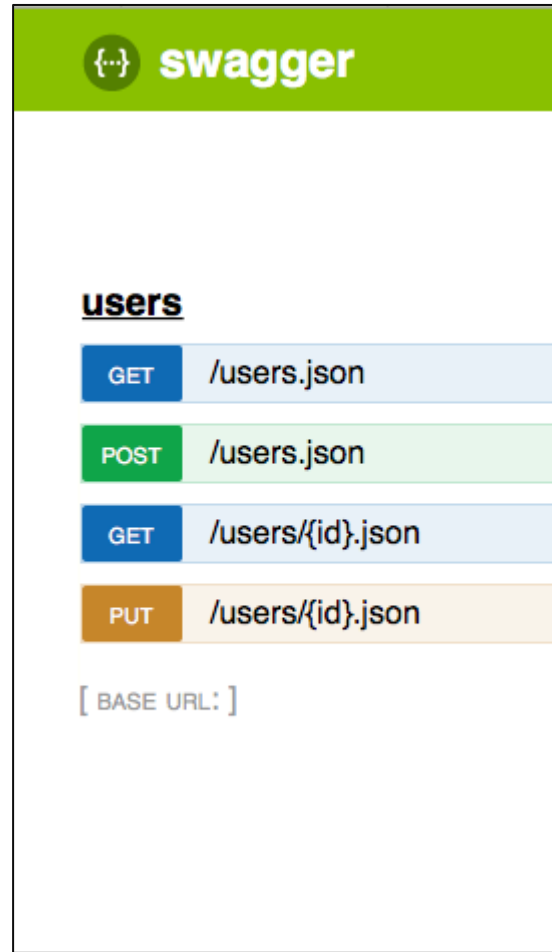 {···} swagger
users
GET /users.json
POST /users.json
GET /users/{id}.json
PUT /users/{id}.json
[ BASE URL: ]